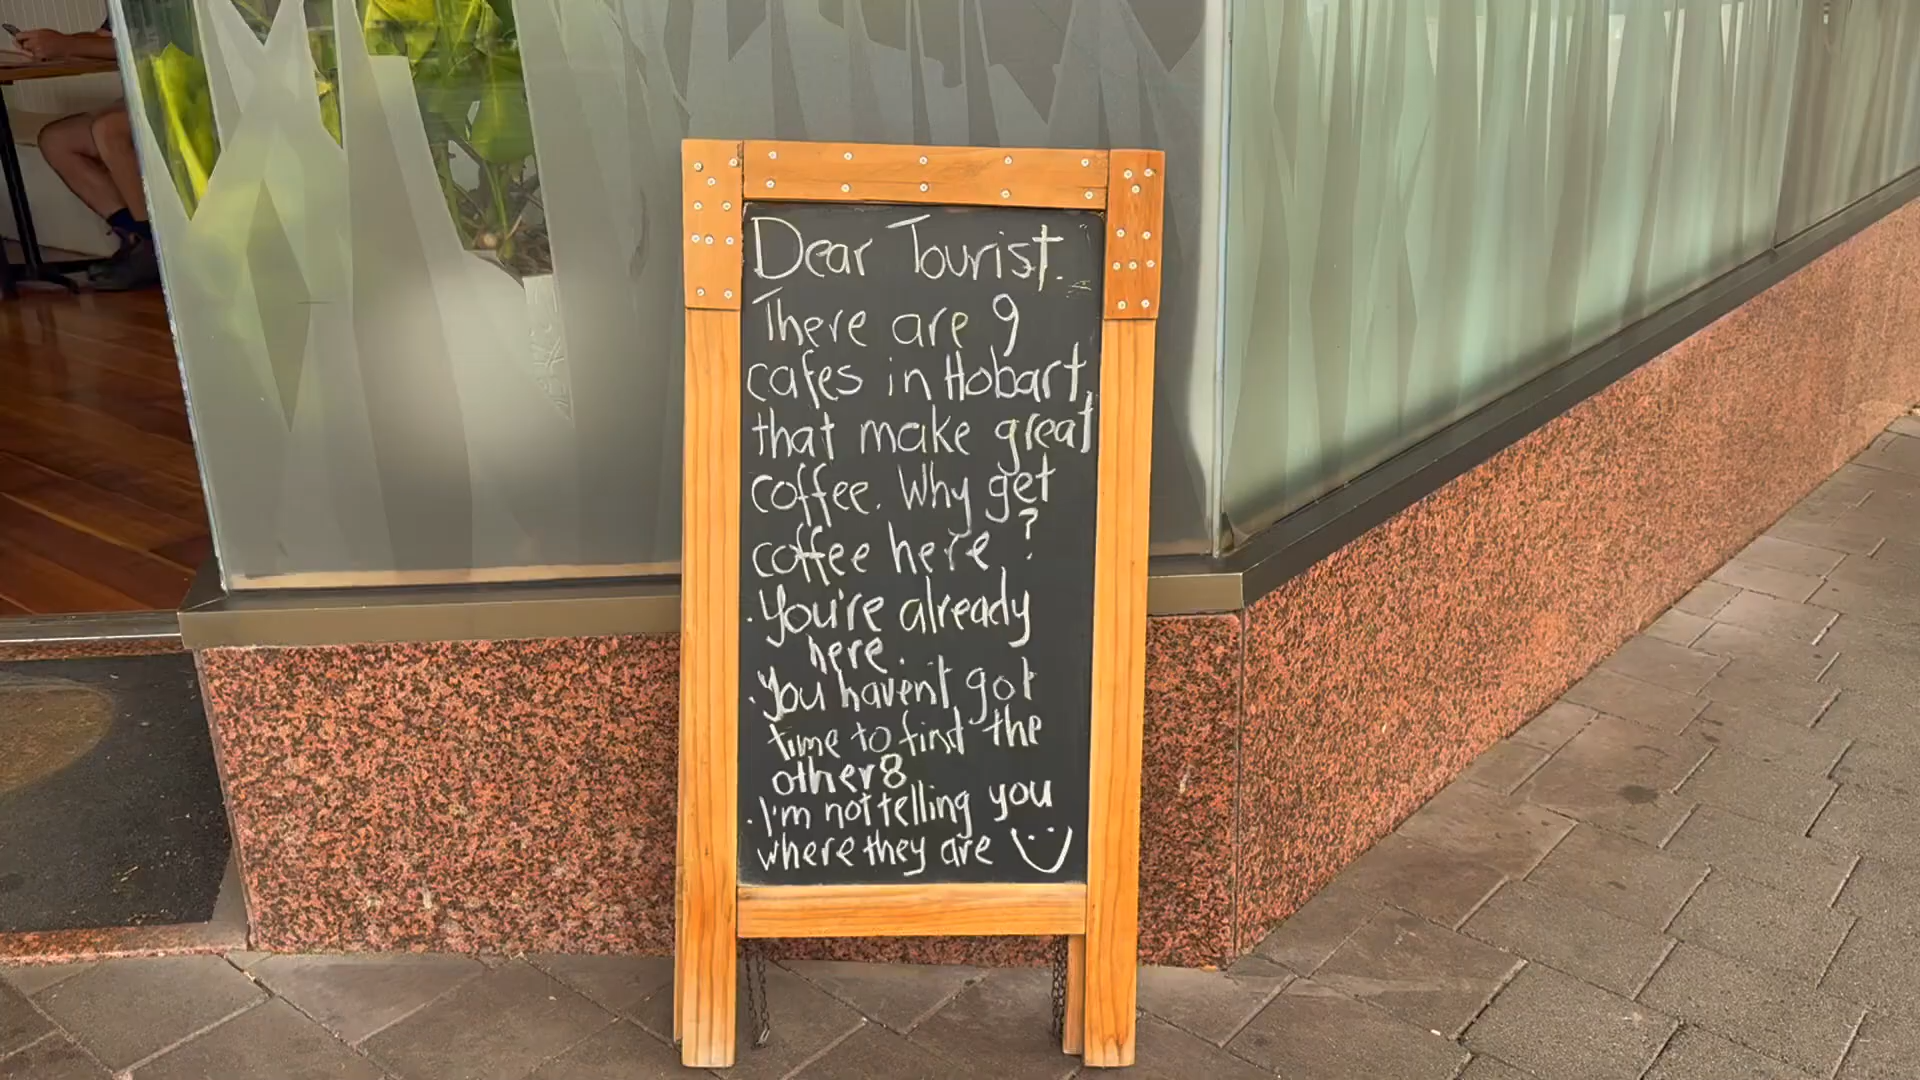 Dear Tourist.
There are 9
cafes in Hobart,
that make great
coffee. Why get
coffee here?
. You're already
here.
. You haven't got
time to find the
other 8
. I'm not telling you
where they are